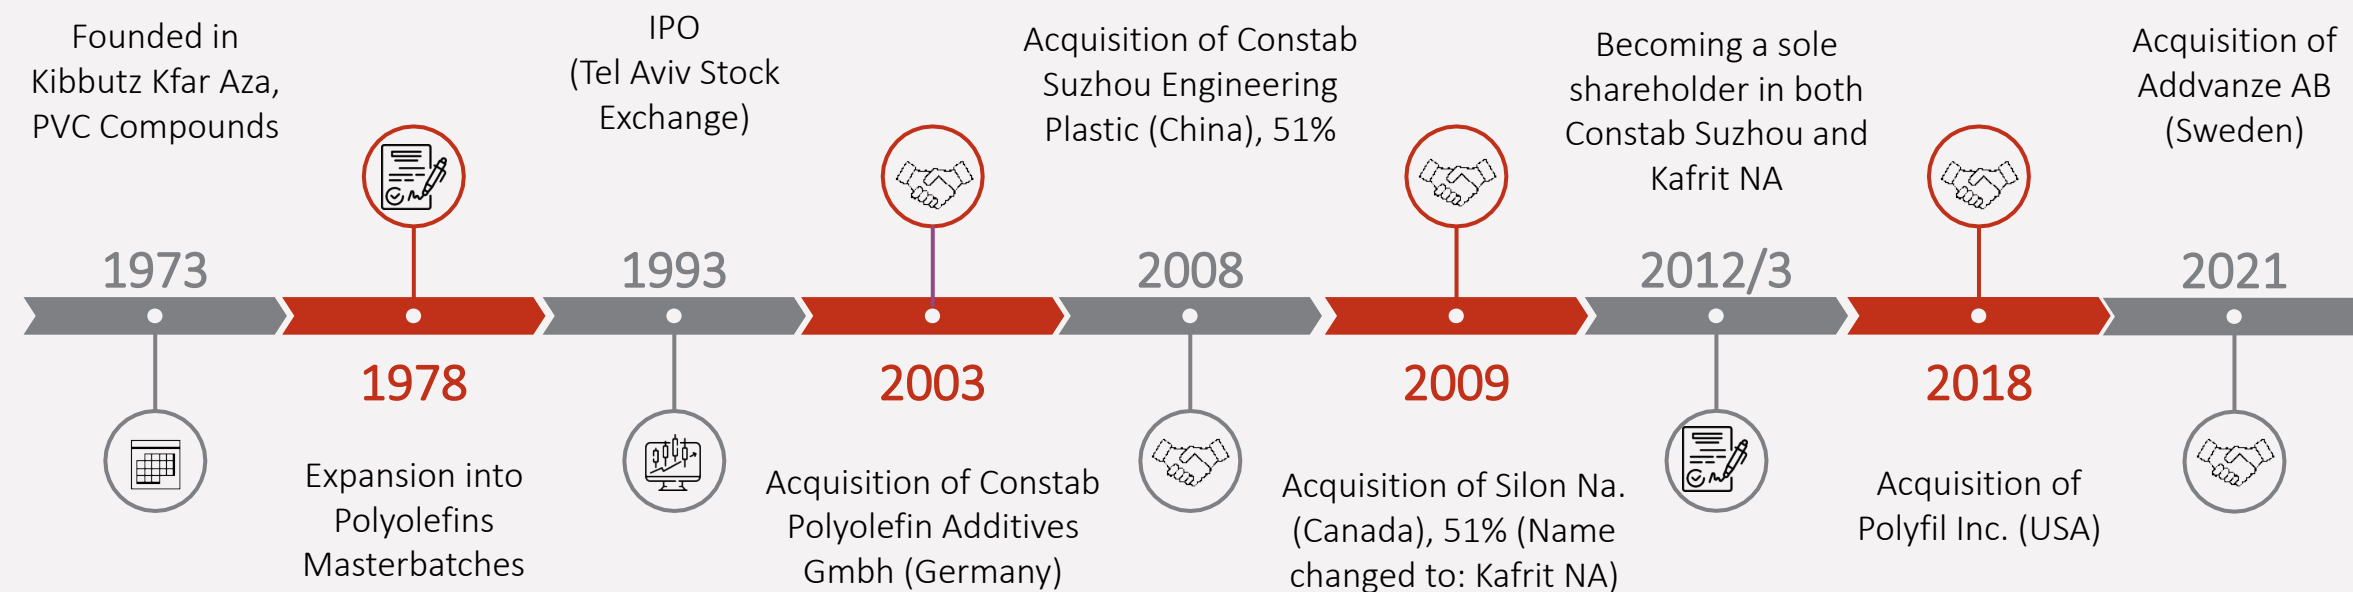 Founded in
Kibbutz Kfar Aza,
PVC Compounds
1973
1978
Expansion into
Polyolefins
Masterbatches
IPO
(Tel Aviv Stock
Exchange)
1993
2003
Acquisition of Constab
Polyolefin Additives
Gmbh (Germany)
Acquisition of Constab
Suzhou Engineering
Plastic (China), 51%
2008
2009
Acquisition of Silon Na.
(Canada), 51% (Name
changed to: Kafrit NA)
Becoming a sole
shareholder in both
Constab Suzhou and
Kafrit NA
2012/3
2018
Acquisition of
Polyfil Inc. (USA)
Acquisition of
Addvanze AB
(Sweden)
2021